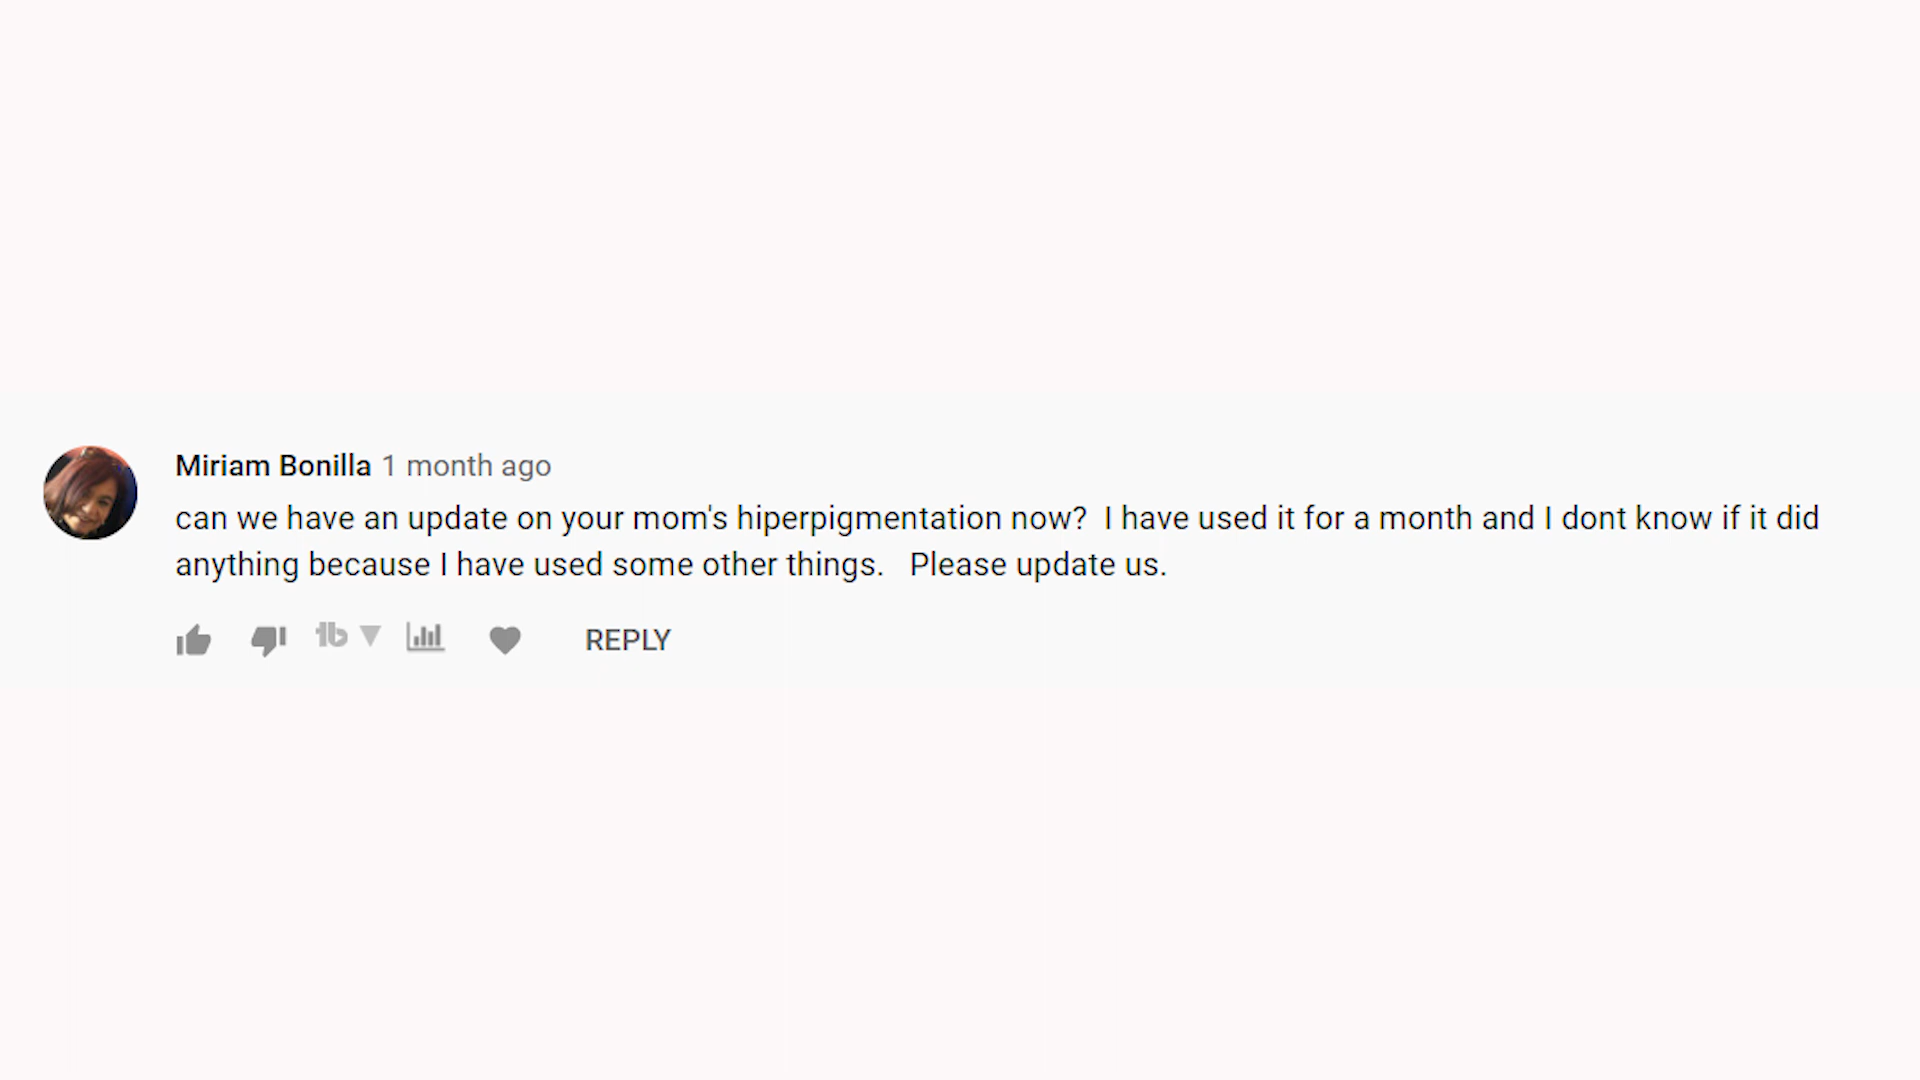 Miriam Bonilla 1 month ago
can we have an update on your mom's hiperpigmentation now?  I have used it for a month and I dont know if it did
anything because I have used some other things.   Please update us.
REPLY